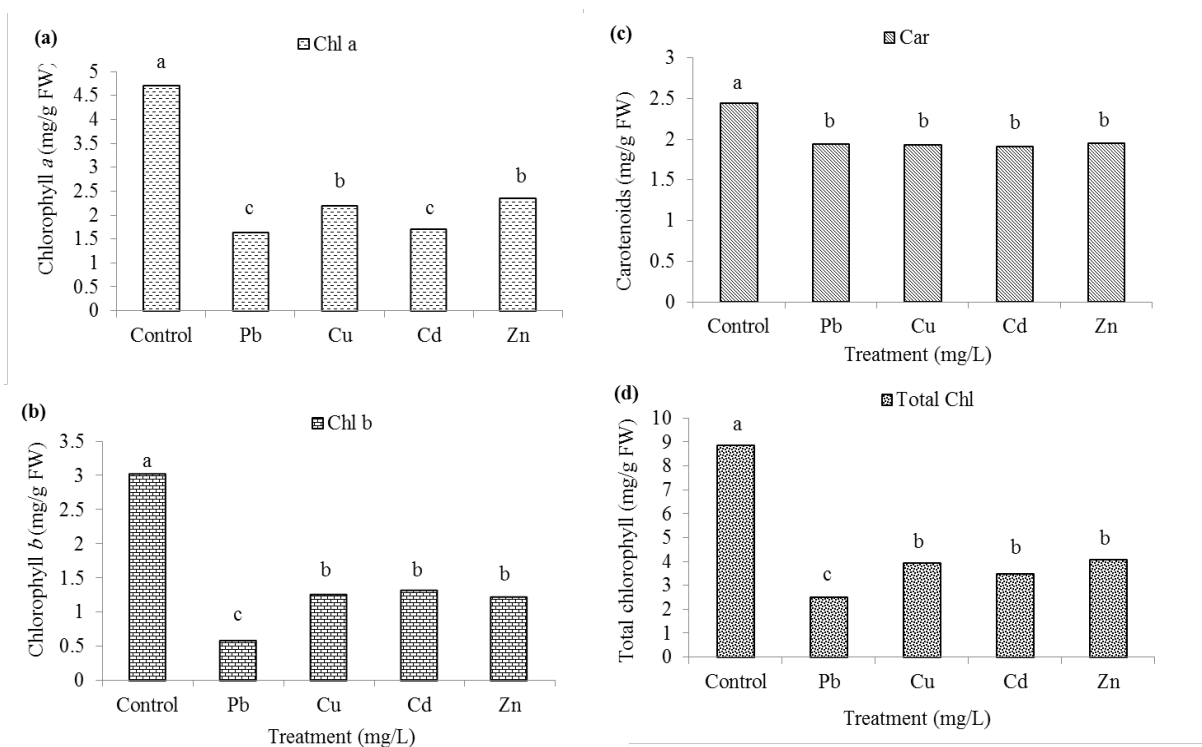 (a)
Chl a
Chlorophyll a (mg/g FW)
5
4.5
4
3.5
3
2.5
2
1.5
1
0.5
0
a
c
b
c
b
Control Pb Cu Cd Zn
(b)
Chl b
Chlorophyll b (mg/g FW)
3.5
3
2.5
2
1.5
1
0.5
0
a
c
b
b
b
Control Pb Cu Cd Zn
Treatment (mg/L)
(c)
Car
Carotenoids (mg/g FW)
3
2.5
2
1.5
1
0.5
0
a
b
b
b
b
Control Pb Cu Cd Zn
Treatment (mg/L)
(d)
Total Chl
Total chlorophyll (mg/g FW)
10
9
8
7
6
5
4
3
2
1
0
a
c
b
b
b
Control Pb Cu Cd Zn
Treatment (mg/L)